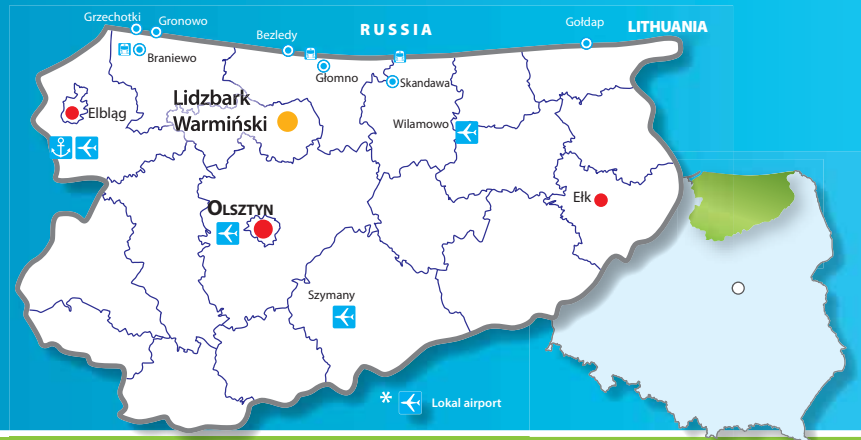 Grzechotki
Gronowo
Bezledy
RUSSIA
Gołdap
LITHUANIA
Braniewo
Głomno
Skandawa
Elbląg
Lidzbark
Warmiński
Wilamowo
OLSZTYN
Ełk
Szymany
* Lokal airport